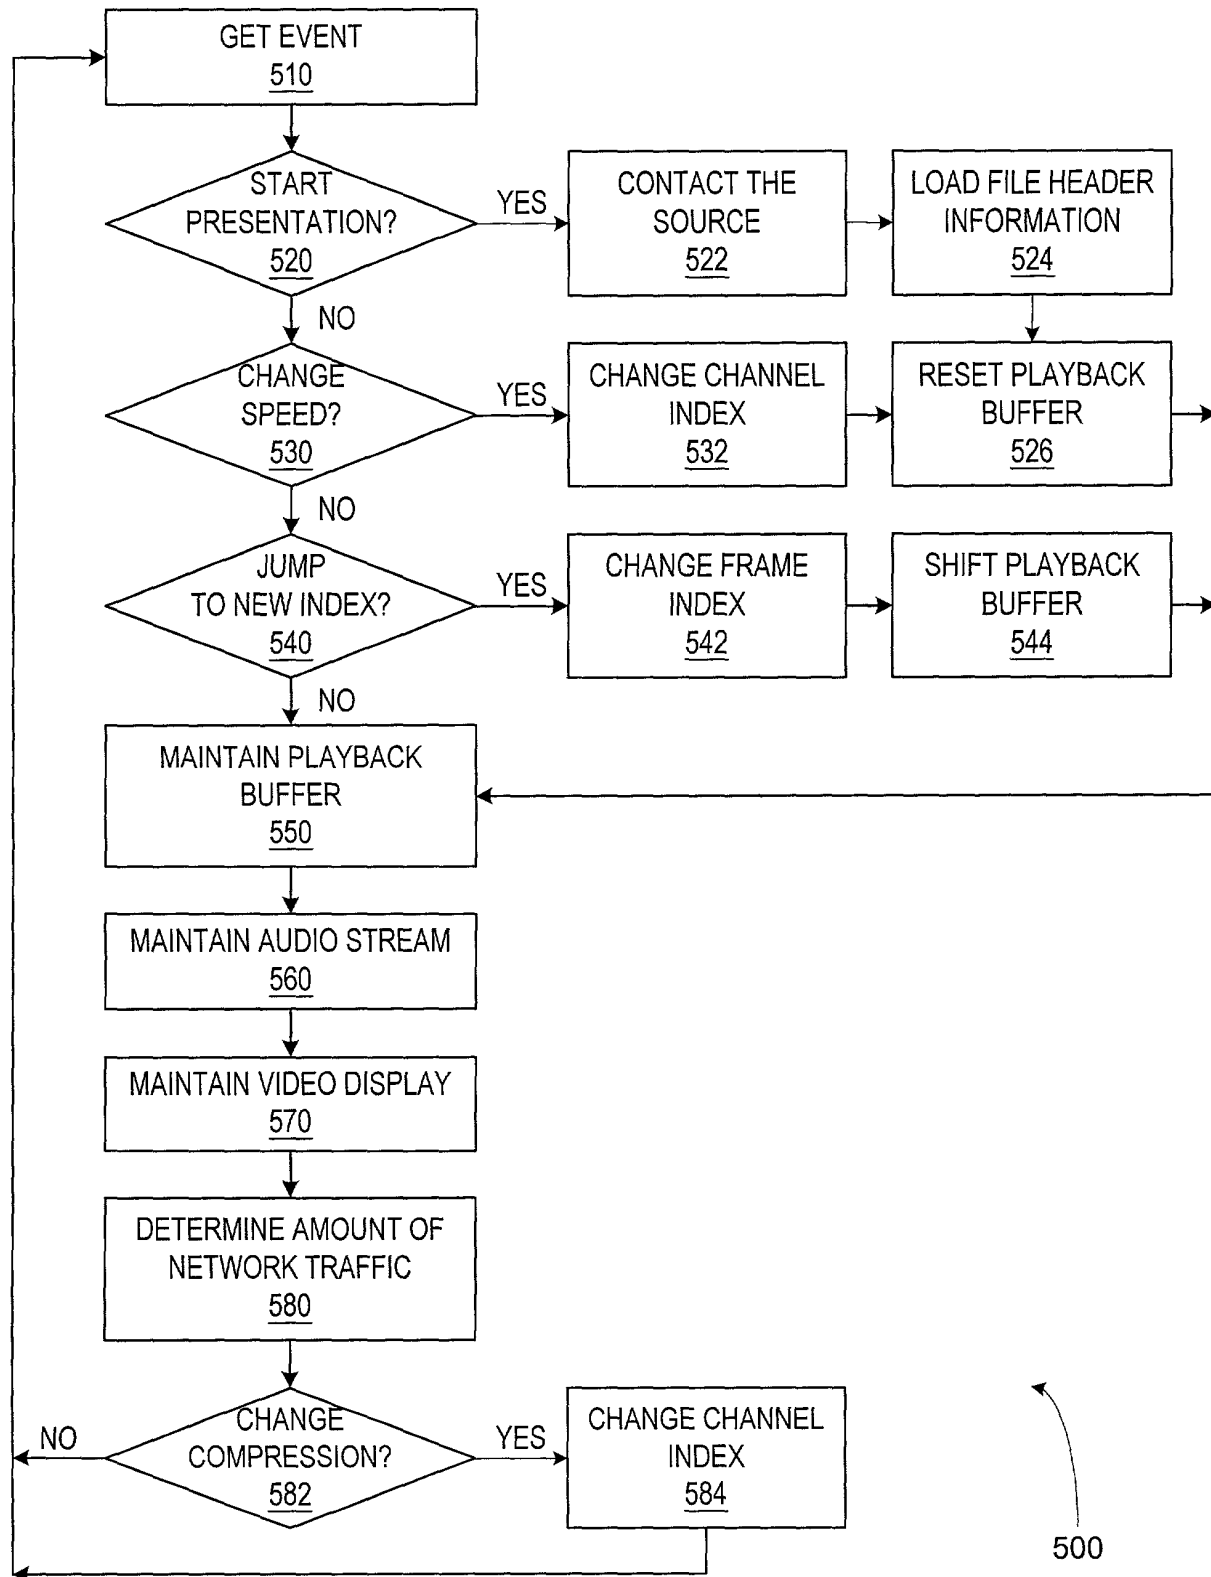 GET EVENT
510
START
PRESENTATION?
520
YES
CONTACT THE
SOURCE
522
LOAD FILE HEADER
INFORMATION
524
NO
CHANGE
SPEED?
530
YES
CHANGE CHANNEL
INDEX
532
RESET PLAYBACK
BUFFER
526
NO
JUMP
TO NEW INDEX?
540
YES
CHANGE FRAME
INDEX
542
SHIFT PLAYBACK
BUFFER
544
NO
MAINTAIN PLAYBACK
BUFFER
550
MAINTAIN AUDIO STREAM
560
MAINTAIN VIDEO DISPLAY
570
DETERMINE AMOUNT OF
NETWORK TRAFFIC
580
NO
CHANGE
COMPRESSION?
582
YES
CHANGE CHANNEL
INDEX
584
500